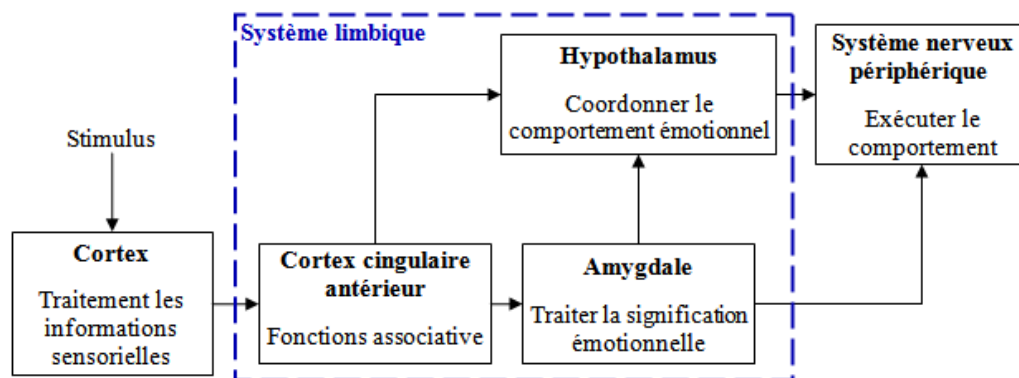 Système limbique
Hypothalamus
Coordonner le
comportement émotionnel
Système nerveux
périphérique
Exécuter le
comportement
Stimulus
Cortex
Traitement les
informations
sensorielles
Cortex cingulaire
antérieur
Fonctions associative
Amygdale
Traiter la signification
émotionnelle